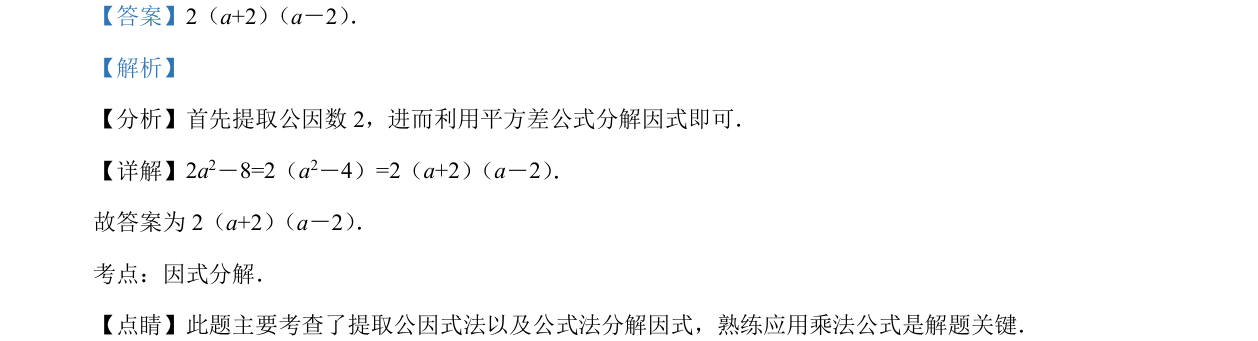 【答案】2（a+2）（a－2）．
【解析】
【分析】首先提取公因数 2，进而利用平方差公式分解因式即可．
【详解】2a²－8=2（a²－4）=2（a+2）（a－2）．
故答案为 2（a+2）（a－2）．
考点：因式分解．
【点睛】此题主要考查了提取公因式法以及公式法分解因式，熟练应用乘法公式是解题关键．